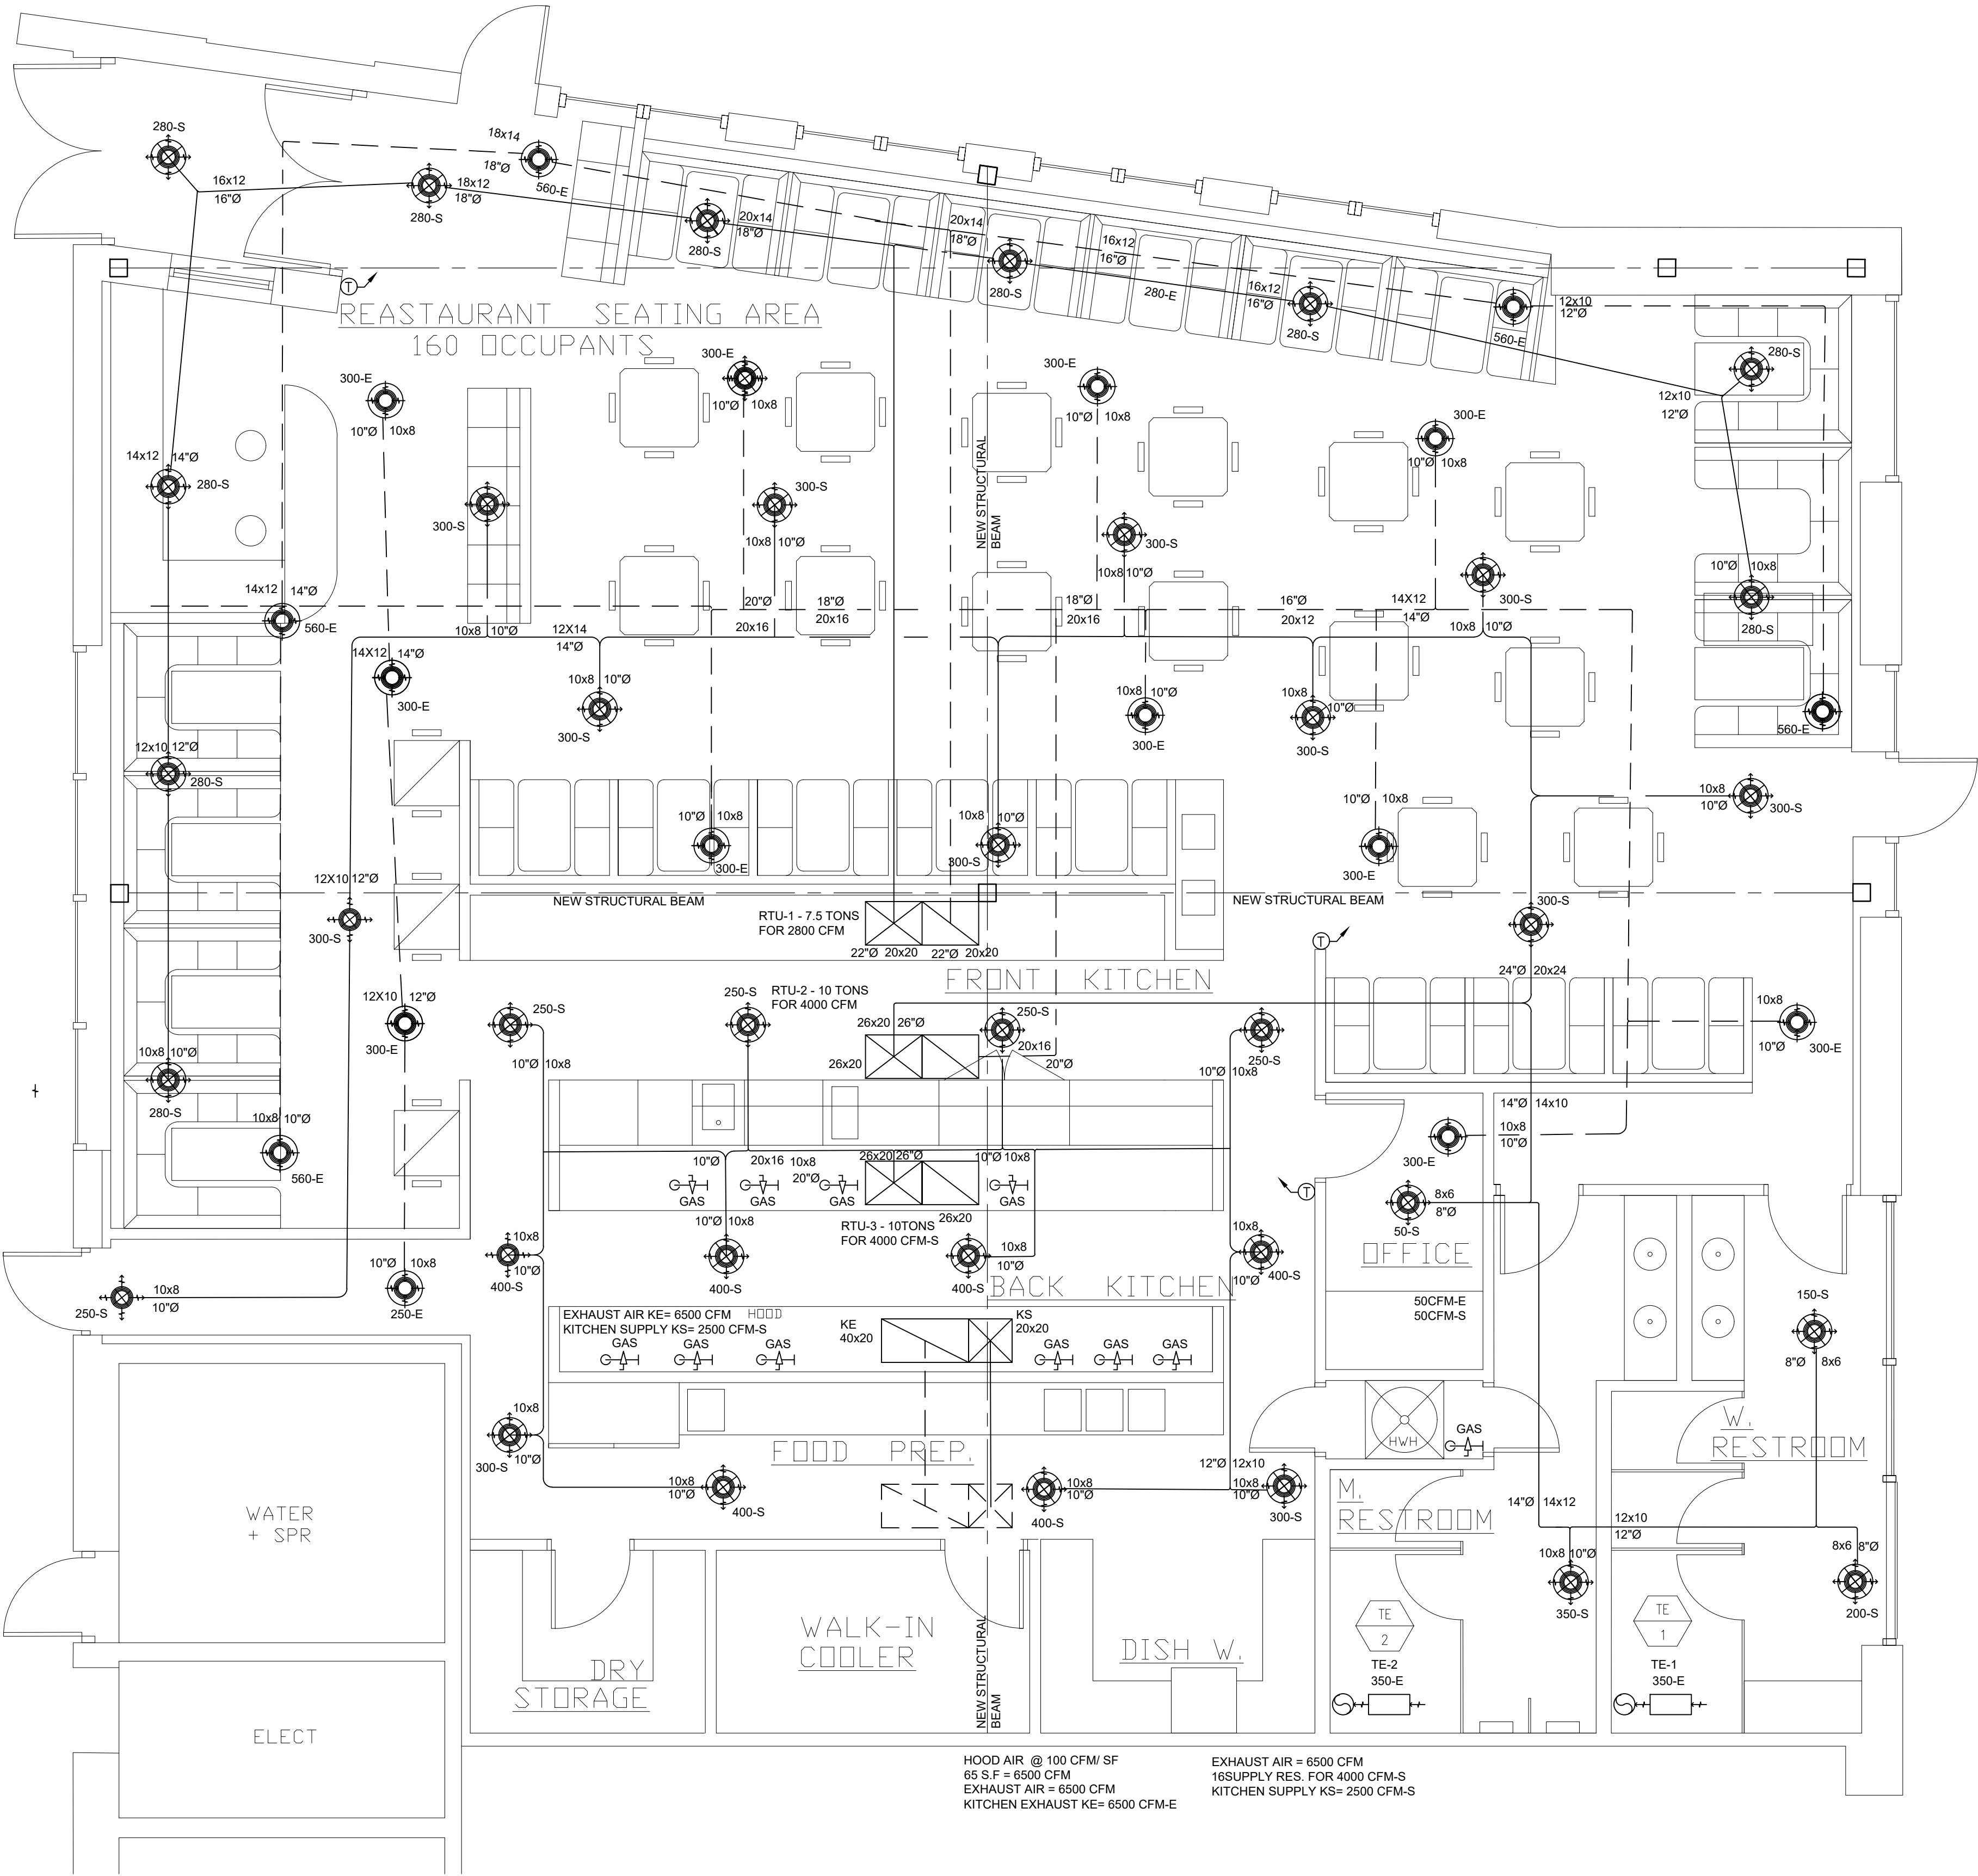 280-S
18x14
18"Ø
560-E
16x12
16"Ø
280-S
18x12
18"Ø
20x14
18"Ø
280-S
20x14
18"Ø
280-S
16x12
16"Ø
280-E
16x12
16"Ø
280-S
12x10
12"Ø
560-E
T
REASTAURANT SEATING AREA
160 OCCUPANTS
280-S
12x10
12"Ø
300-E
10"Ø 10x8
300-E
10"Ø 10x8
300-E
10"Ø 10x8
300-E
10"Ø 10x8
14x12 14"Ø
280-S
300-S
300-S
10x8 10"Ø
NEW STRUCTURAL
BEAM
300-S
10x8 10"Ø
300-S
10"Ø 10x8
280-S
14x12 14"Ø
560-E
20"Ø
20x16
18"Ø
20x16
18"Ø
20x16
16"Ø
20x12
14X12
14"Ø
10x8 10"Ø
10x8 10"Ø
12X14
14"Ø
14X12 14"Ø
300-E
10x8 10"Ø
300-S
10x8 10"Ø
300-E
10x8
10"Ø
300-S
560-E
12x10 12"Ø
280-S
10"Ø 10x8
300-E
10x8 10"Ø
300-S
10"Ø 10x8
300-E
10x8
10"Ø
300-S
12X10 12"Ø
300-S
NEW STRUCTURAL BEAM
NEW STRUCTURAL BEAM
300-S
RTU-1 - 7.5 TONS
FOR 2800 CFM
22"Ø 20x20 22"Ø 20x20
T
FRONT KITCHEN
24"Ø 20x24
12X10 12"Ø
300-E
250-S
250-S
RTU-2 - 10 TONS
FOR 4000 CFM
26x20 26"Ø
26x20
250-S
20x16
20"Ø
250-S
10x8
10"Ø
300-E
10"Ø 10x8
10"Ø 10x8
10x8 10"Ø
280-S
10x8 10"Ø
560-E
14"Ø 14x10
10x8
10"Ø
300-E
10"Ø
20x16
10x8
20"Ø
26x20 26"Ø
10"Ø 10x8
GAS
GAS
GAS
GAS
26x20
RTU-3 - 10TONS
FOR 4000 CFM-S
T
8x6
8"Ø
50-S
OFFICE
50CFM-E
50CFM-S
10x8
10"Ø
400-S
10"Ø 10x8
400-S
10x8
10"Ø
400-S
10x8
10"Ø
400-S
BACK KITCHEN
10"Ø 10x8
250-E
10x8
10"Ø
250-S
EXHAUST AIR KE= 6500 CFM HOOD
KITCHEN SUPPLY KS= 2500 CFM-S
GAS
GAS
GAS
KE
40x20
KS
20x20
GAS
GAS
GAS
150-S
8"Ø 8x6
10x8
10"Ø
300-S
FOOD PREP.
HWH
GAS
W.
RESTROOM
10x8
10"Ø
400-S
10x8
10"Ø
400-S
12"Ø 12x10
10x8
10"Ø
300-S
M.
RESTROOM
14"Ø 14x12
12x10
12"Ø
10x8 10"Ø
350-S
8x6 8"Ø
200-S
WATER
+ SPR
DRY
STORAGE
WALK-IN
COOLER
NEW STRUCTURAL
BEAM
DISH W.
TE
2
TE-2
350-E
TE
1
TE-1
350-E
ELECT
HOOD AIR @ 100 CFM/ SF
65 S.F = 6500 CFM
EXHAUST AIR = 6500 CFM
KITCHEN EXHAUST KE= 6500 CFM-E
EXHAUST AIR = 6500 CFM
16SUPPLY RES. FOR 4000 CFM-S
KITCHEN SUPPLY KS= 2500 CFM-S